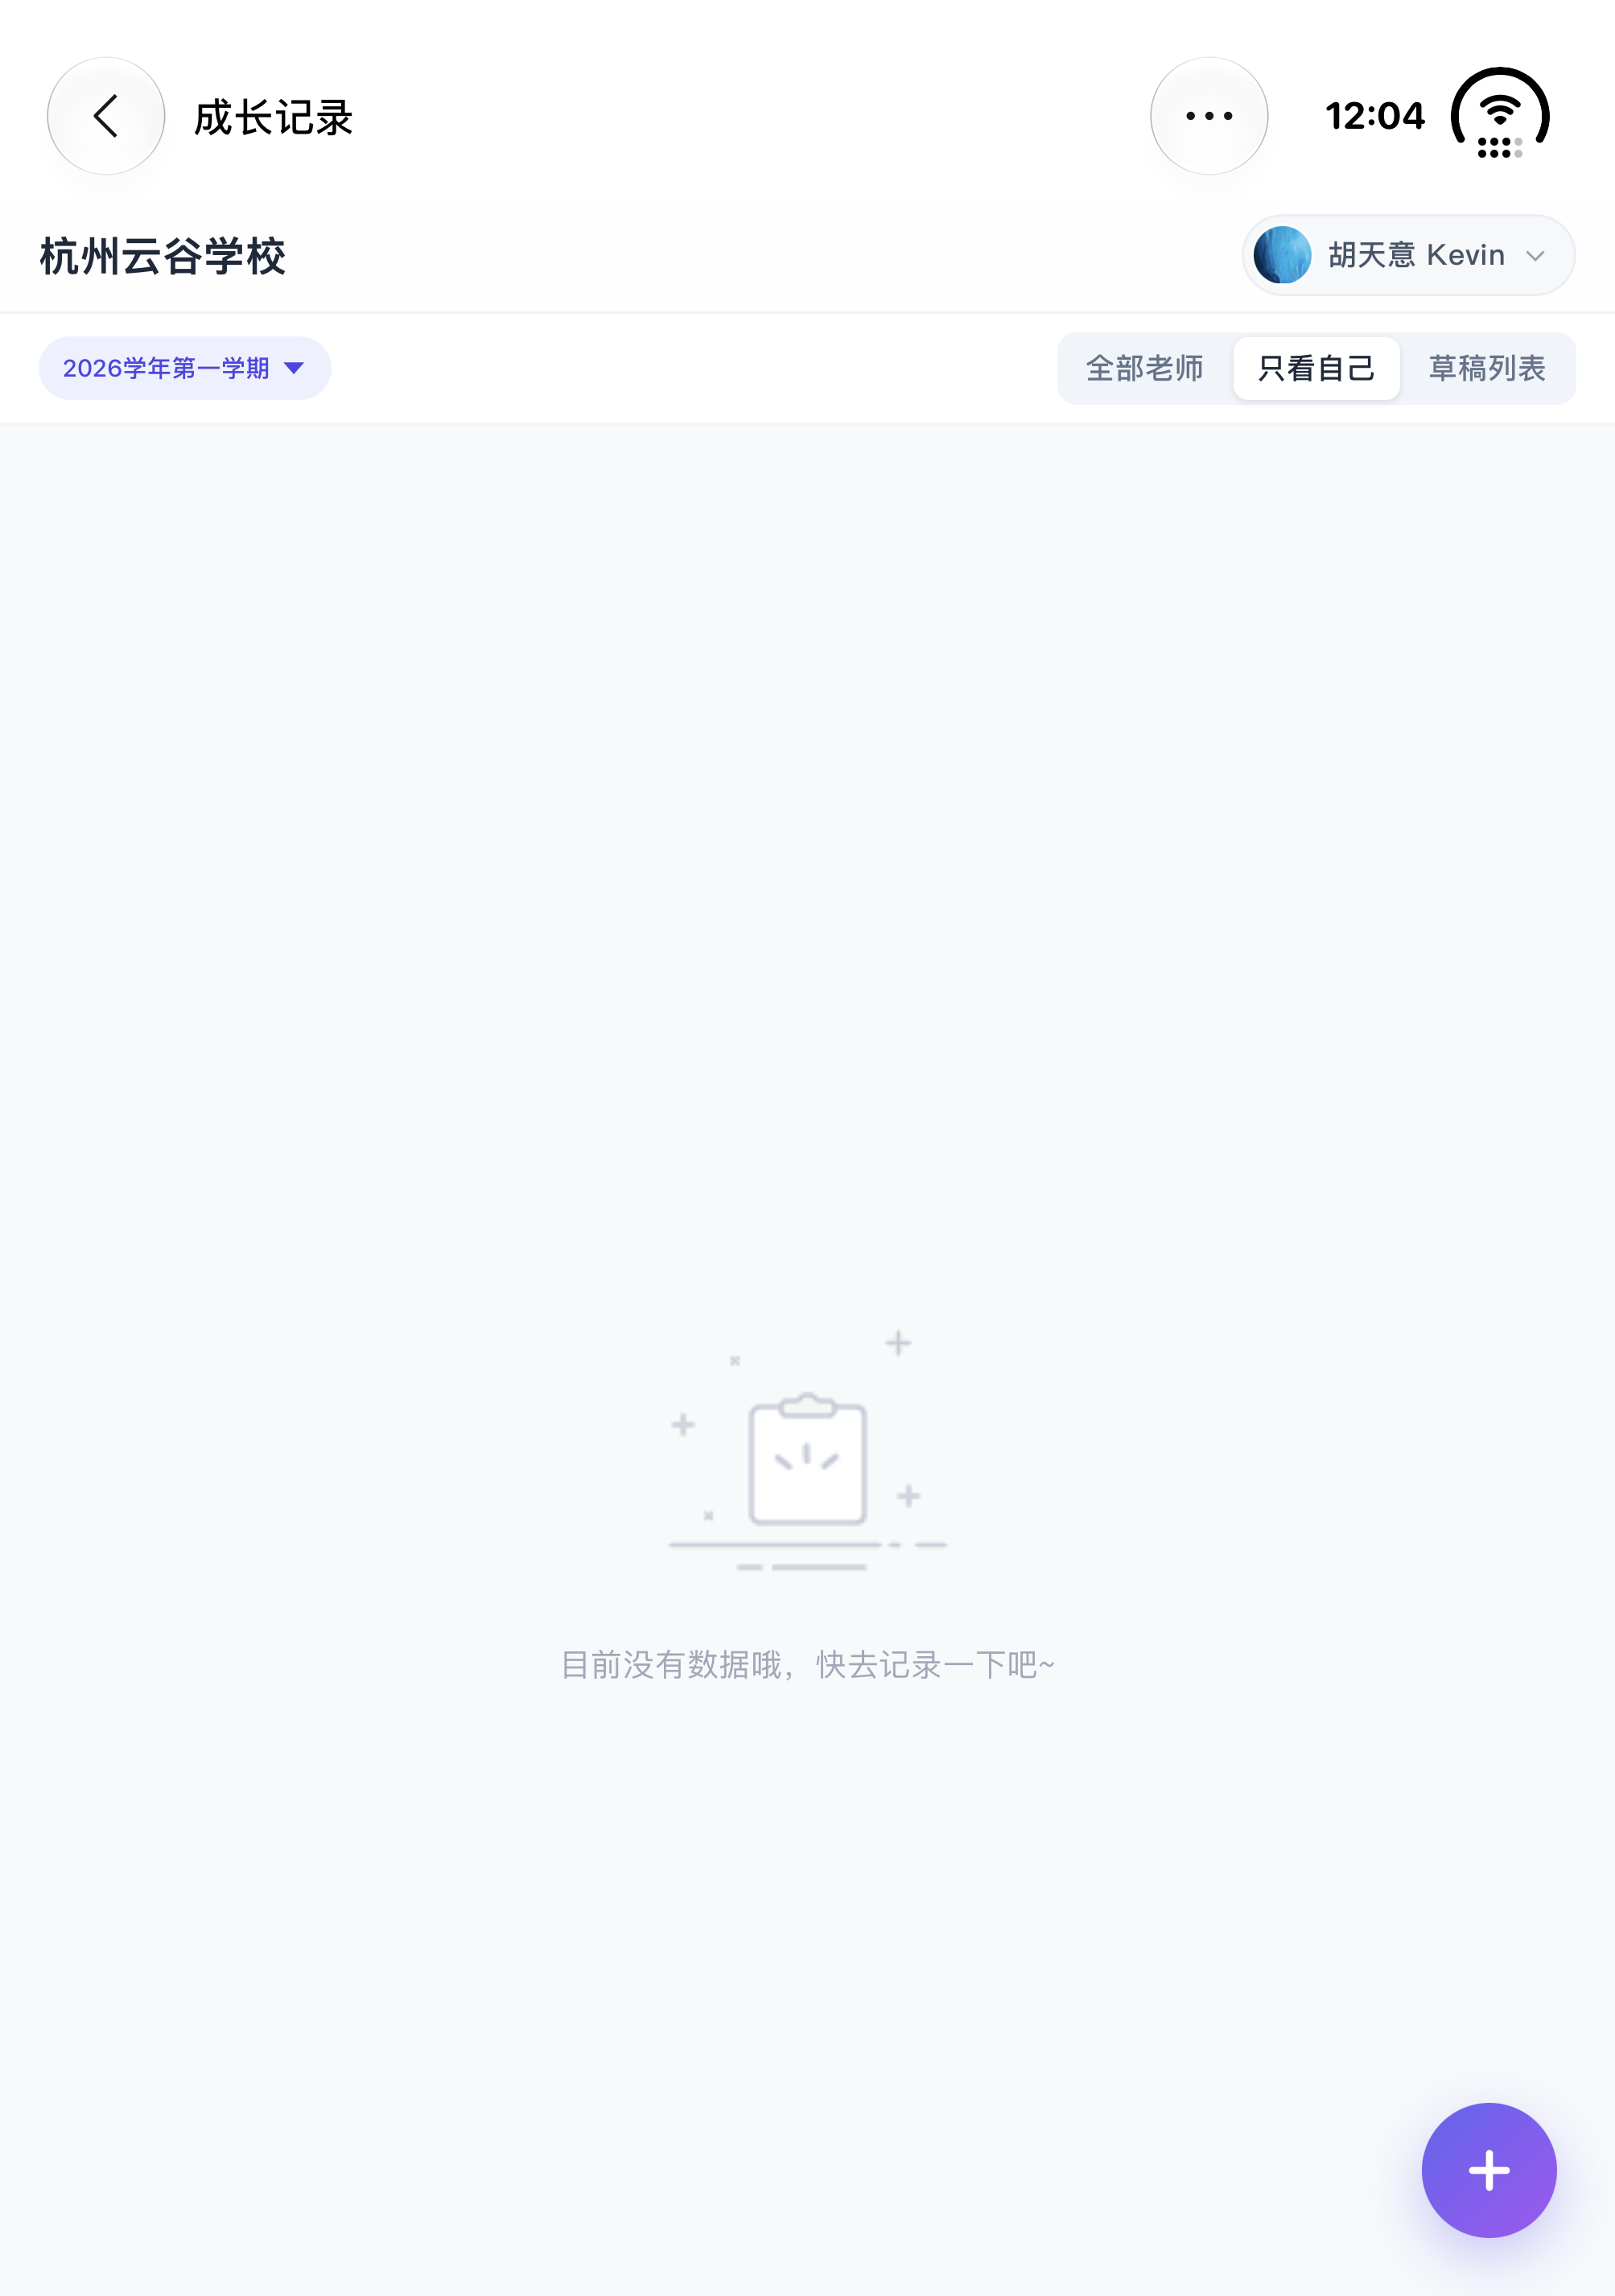 成长记录
12:04
杭州云谷学校
胡天意 Kevin
2026学年第一学期
全部老师 只看自己 草稿列表
目前没有数据哦，快去记录一下吧~